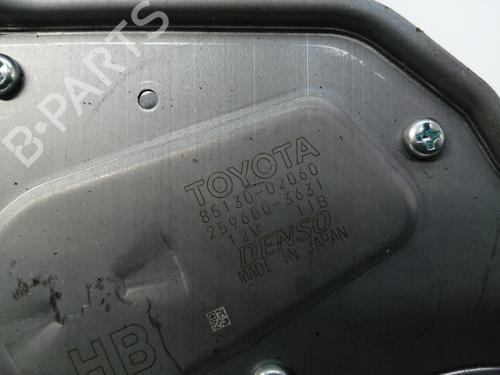 B-PARTS
TOYOTA
85130-02060
259600-3631
12V 11B
DENSO
MADE IN JAPAN
HB